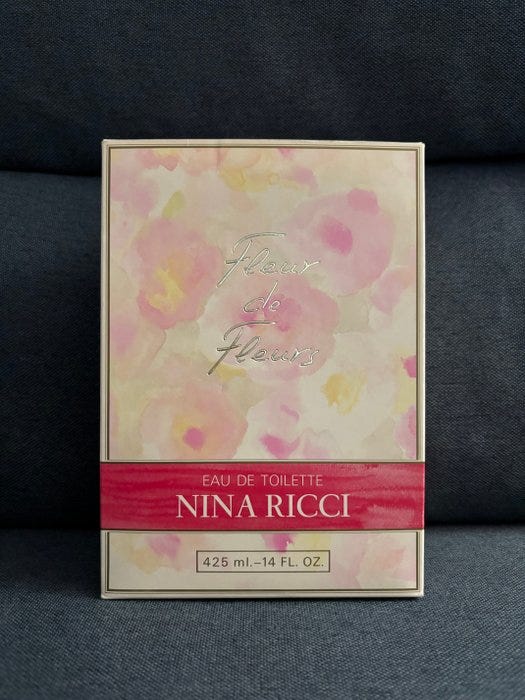 Fleur
de
Fleurs
EAU DE TOILETTE
NINA RICCI
425 ml.–14 FL. OZ.